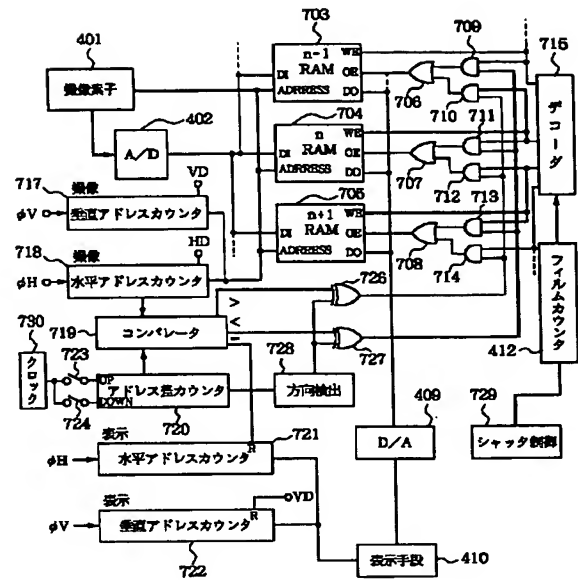 703
709
715
401
n-1
RAM
WE
OE
DO
DI
ADRRESS
706
撮像素子
704
710
711
402
n
RAM
WE
OE
DO
DI
ADRRESS
707
デコーダ
A/D
705
712
717
撮像
VD
n+1
RAM
WE
OE
DO
DI
ADRRESS
713
φV
垂直アドレスカウンタ
708
718
撮像
HD
714
φH
水平アドレスカウンタ
726
フィルムカウンタ
>
730
719
コンパレータ
<
=
728
727
412
クロック
723
UP
DOWN
アドレス差カウンタ
方向検出
724
720
409
729
表示
721
D/A
シャッタ制御
φH
水平アドレスカウンタ
R
表示
VD
φV
垂直アドレスカウンタ
R
722
表示手段
410